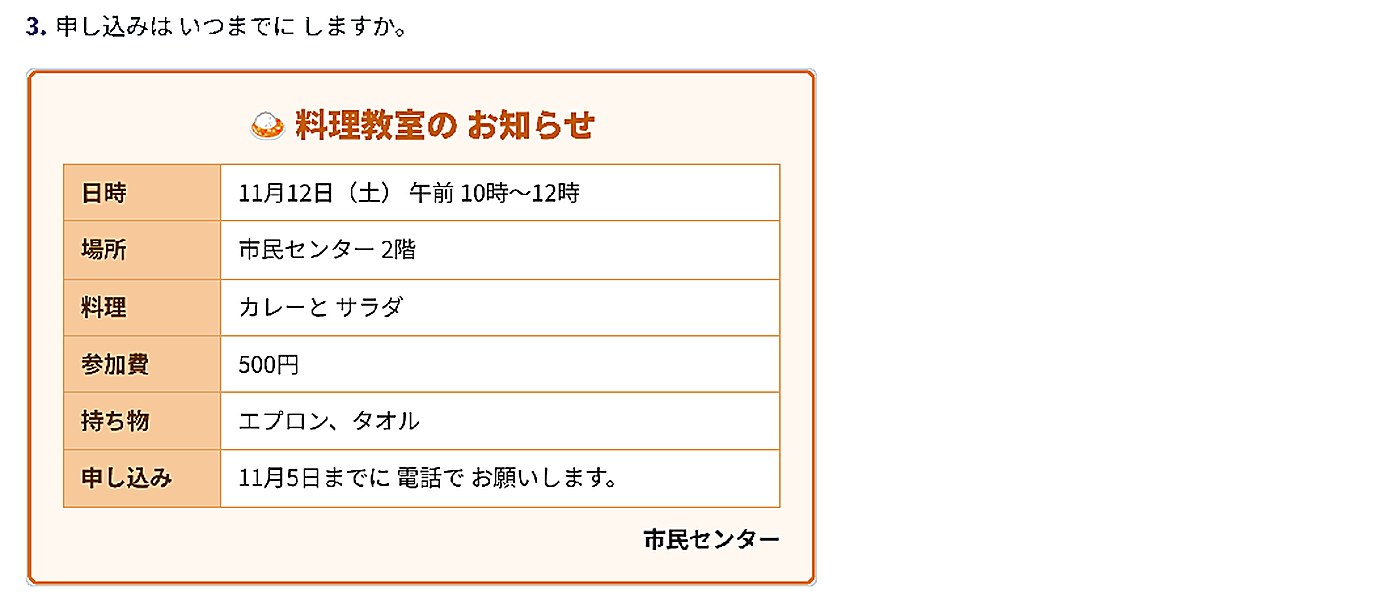 3. 申し込みは いつまでに しますか。
料理教室の お知らせ
日時 11月12日（土） 午前 10時～12時
場所 市民センター 2階
料理 カレーと サラダ
参加費 500円
持ち物 エプロン、タオル
申し込み 11月5日までに 電話で お願いします。
市民センター